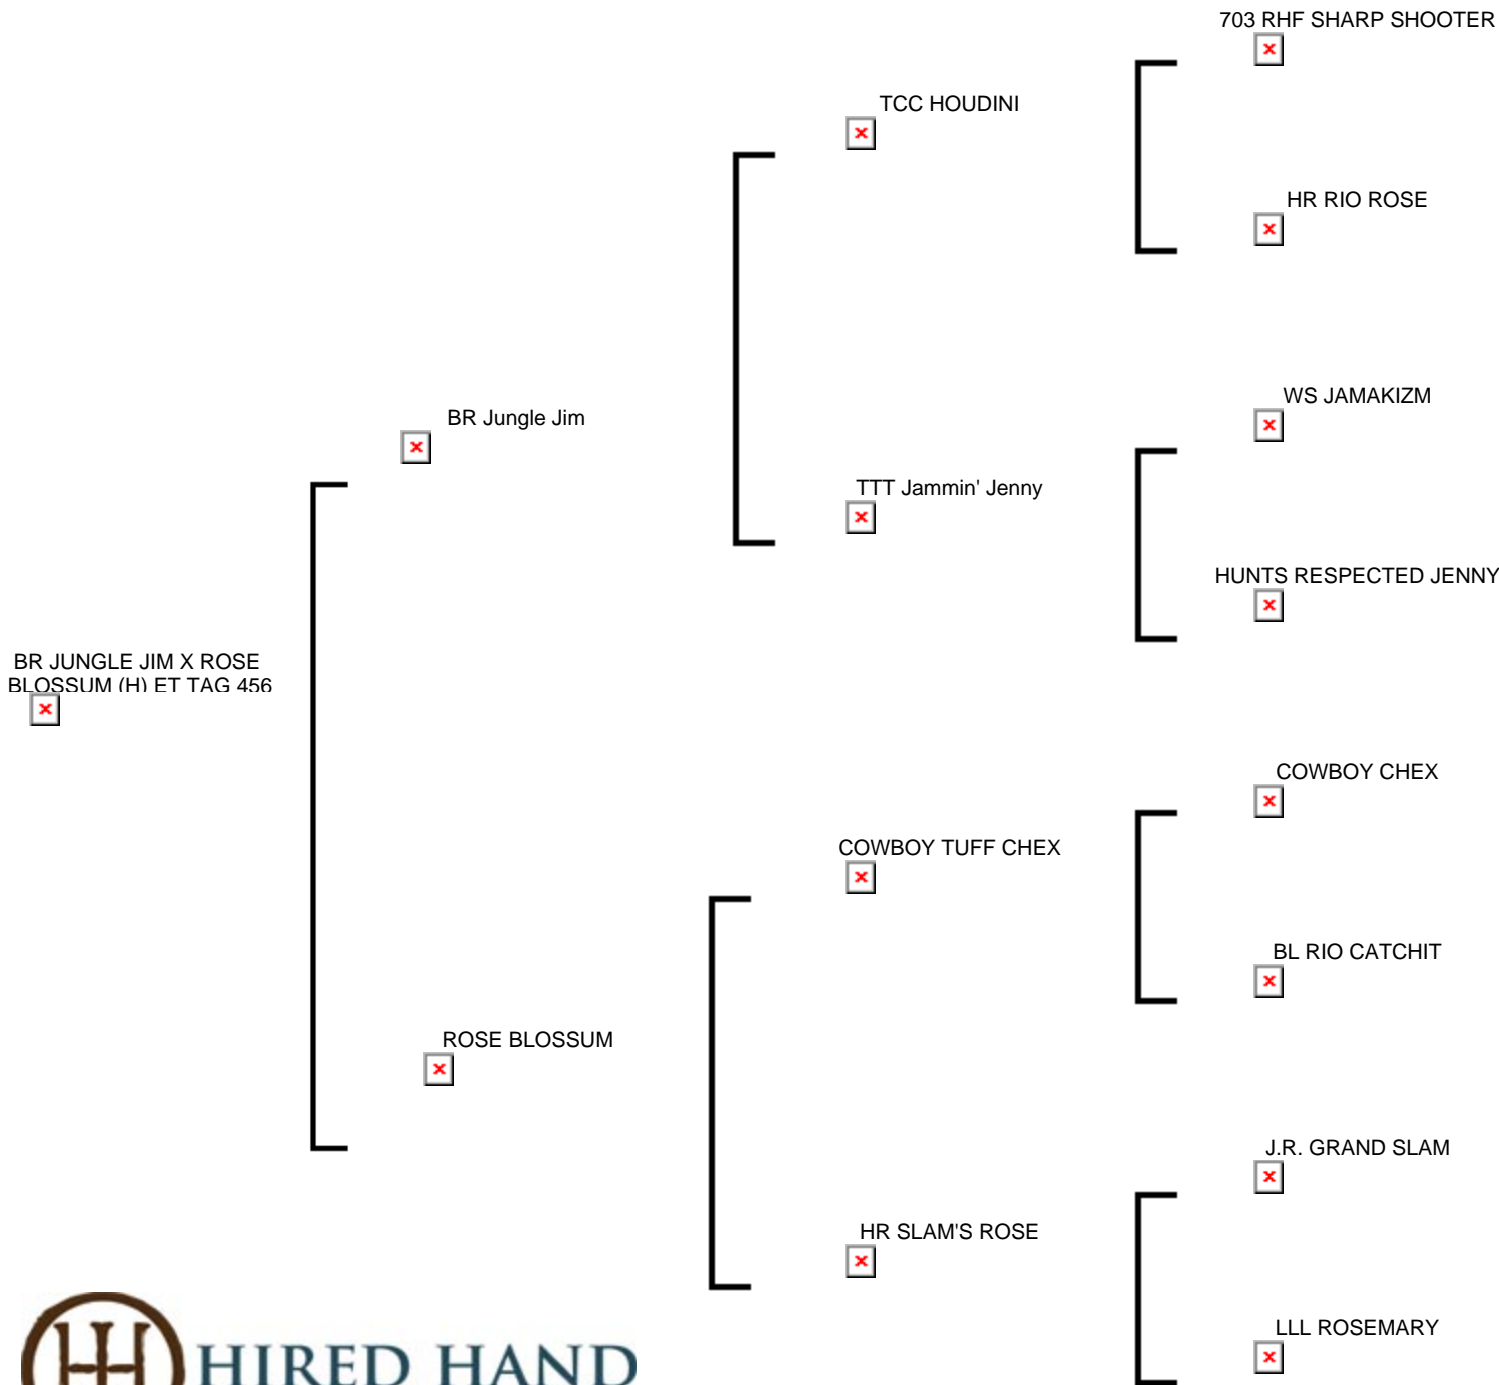 703 RHF SHARP SHOOTER
TCC HOUDINI
HR RIO ROSE
WS JAMAKIZM
BR Jungle Jim
TTT Jammin' Jenny
HUNTS RESPECTED JENNY
BR JUNGLE JIM X ROSE
BLOSSUM (H) ET TAG 456
COWBOY CHEX
COWBOY TUFF CHEX
BL RIO CATCHIT
ROSE BLOSSUM
J.R. GRAND SLAM
HR SLAM'S ROSE
LLL ROSEMARY
HIRED HAND